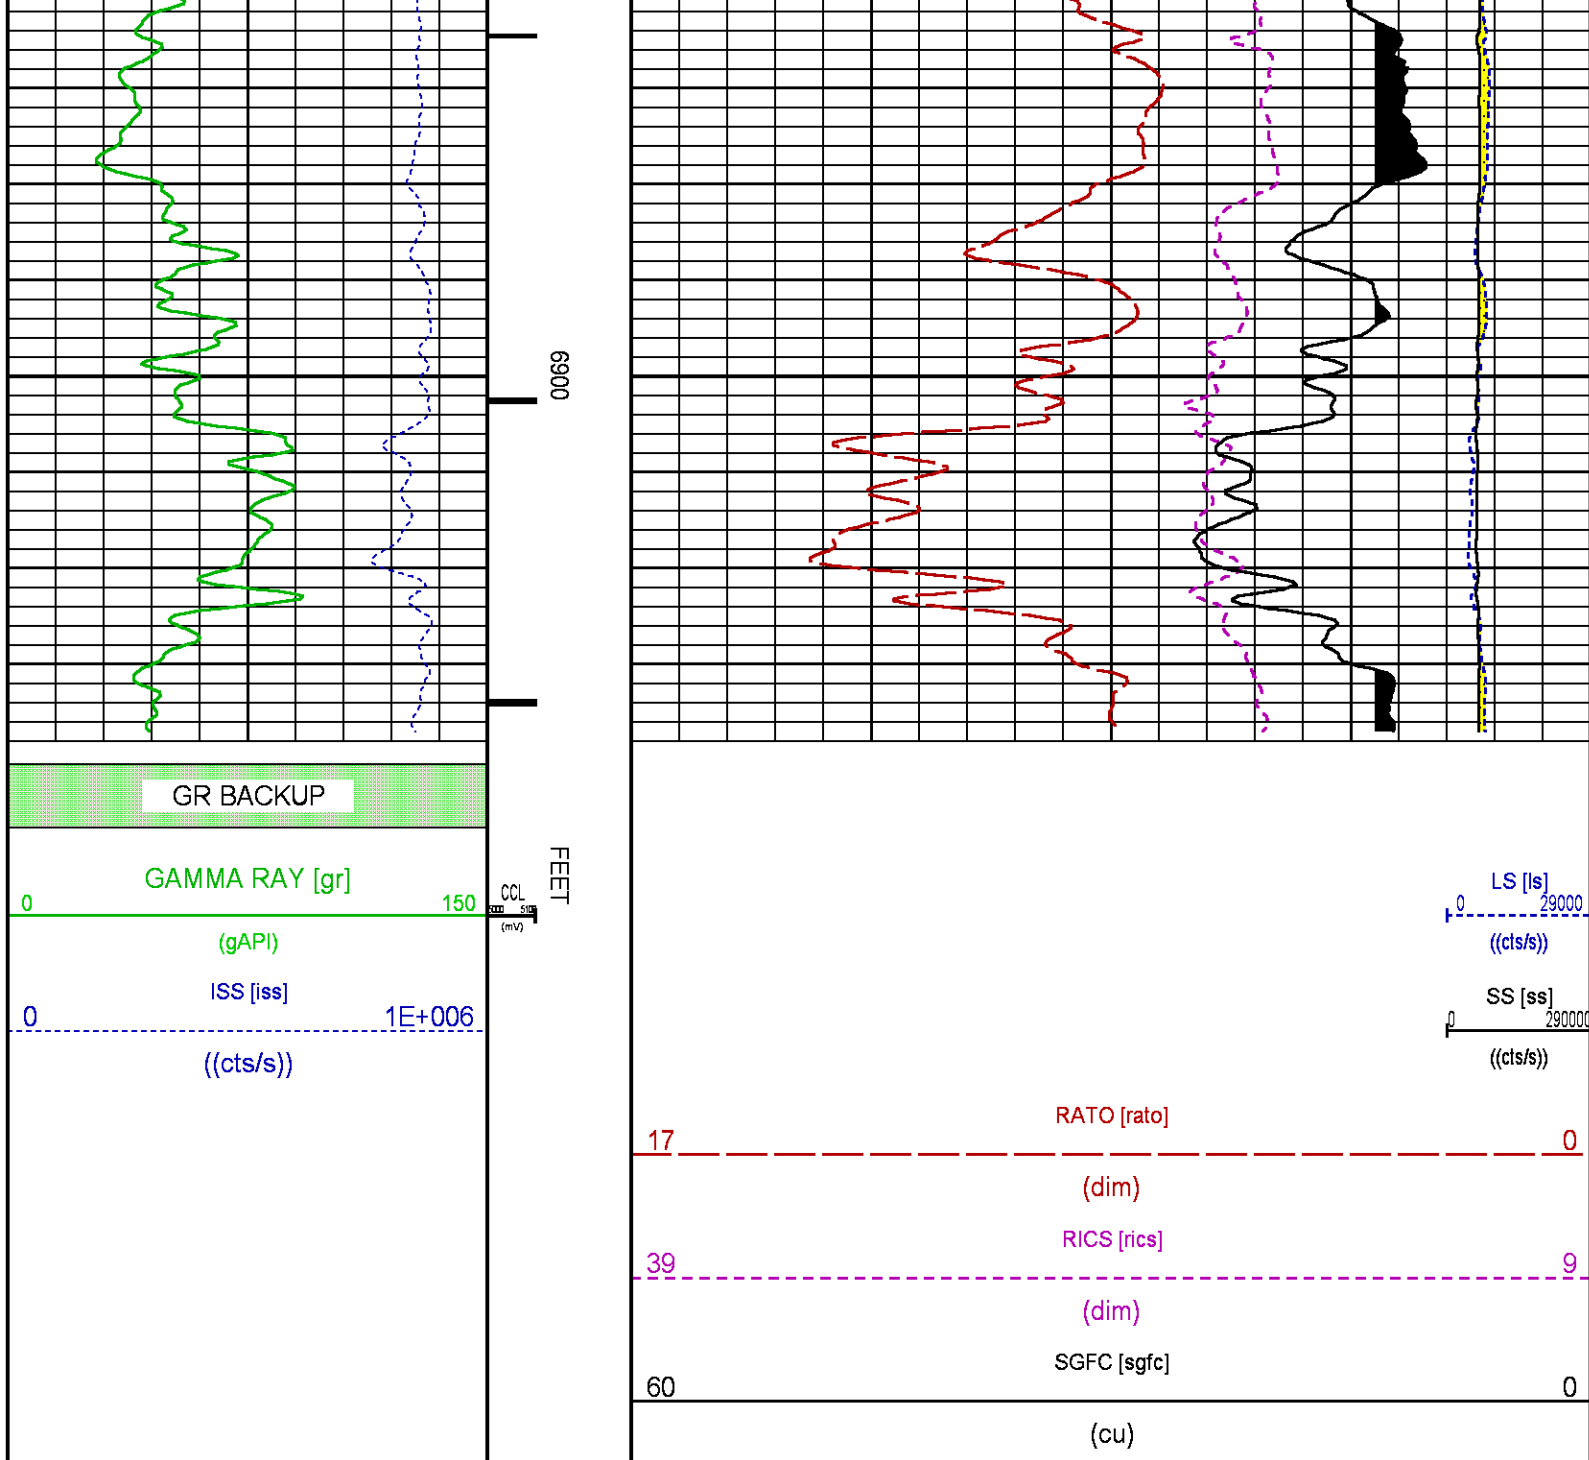 6900
GR BACKUP
FEET
GAMMA RAY [gr]
0 150
(gAPI)
CCL
(mV)
ISS [iss]
0 1E+006
((cts/s))
LS [ls]
0 29000
((cts/s))
SS [ss]
0 290000
((cts/s))
RATO [rato]
17 0
(dim)
RICS [rics]
39 9
(dim)
SGFC [sgfc]
60 0
(cu)